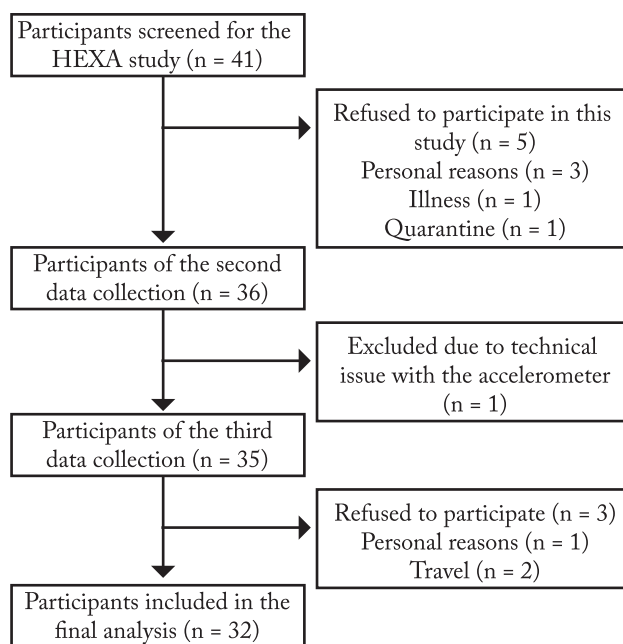 Participants screened for the
HEXA study (n = 41)
Refused to participate in this
study (n = 5)
Personal reasons (n = 3)
Illness (n = 1)
Quarantine (n = 1)
Participants of the second
data collection (n = 36)
Excluded due to technical
issue with the accelerometer
(n = 1)
Participants of the third
data collection (n = 35)
Refused to participate (n = 3)
Personal reasons (n = 1)
Travel (n = 2)
Participants included in the
final analysis (n = 32)